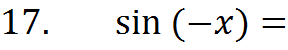 17. sin (−x) =